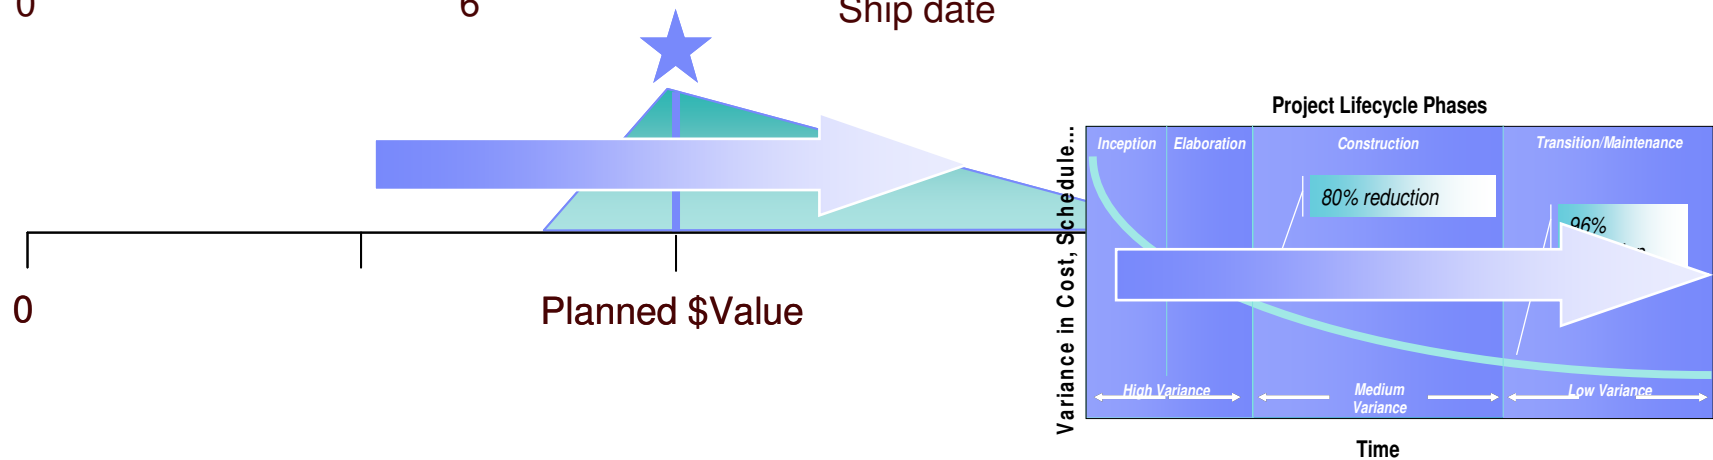 0 6 Ship date
0 Planned $Value
Project Lifecycle Phases
Variance in Cost, Schedule...
Inception Elaboration Construction Transition/Maintenance
80% reduction
96%
High Variance Medium Variance Low Variance
Time